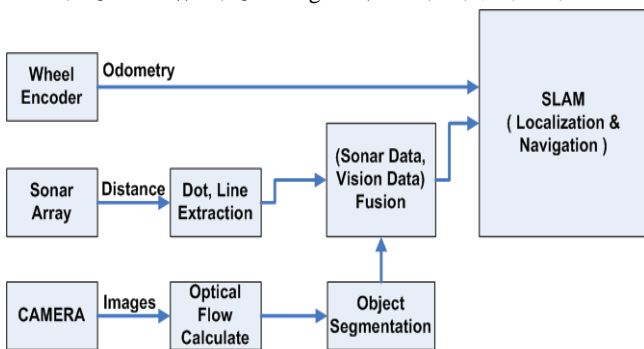 Wheel
Encoder
Odometry
SLAM
( Localization &
Navigation )
Sonar
Array
Distance
Dot, Line
Extraction
(Sonar Data,
Vision Data)
Fusion
CAMERA
Images
Optical
Flow
Calculate
Object
Segmentation